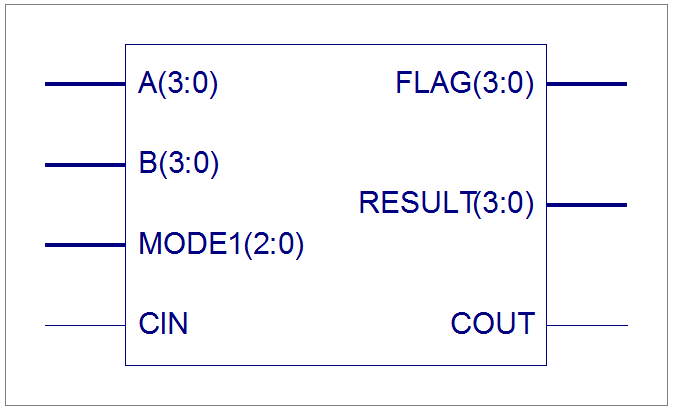 A(3:0)
FLAG(3:0)
B(3:0)
RESULT(3:0)
MODE1(2:0)
CIN
COUT